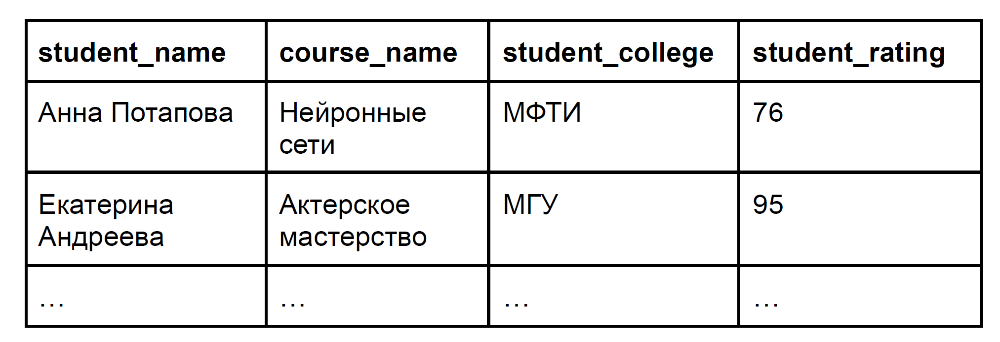 student_name course_name student_college student_rating
Анна Потапова Нейронные сети МФТИ 76
Екатерина Андреева Актерское мастерство МГУ 95
… … … …